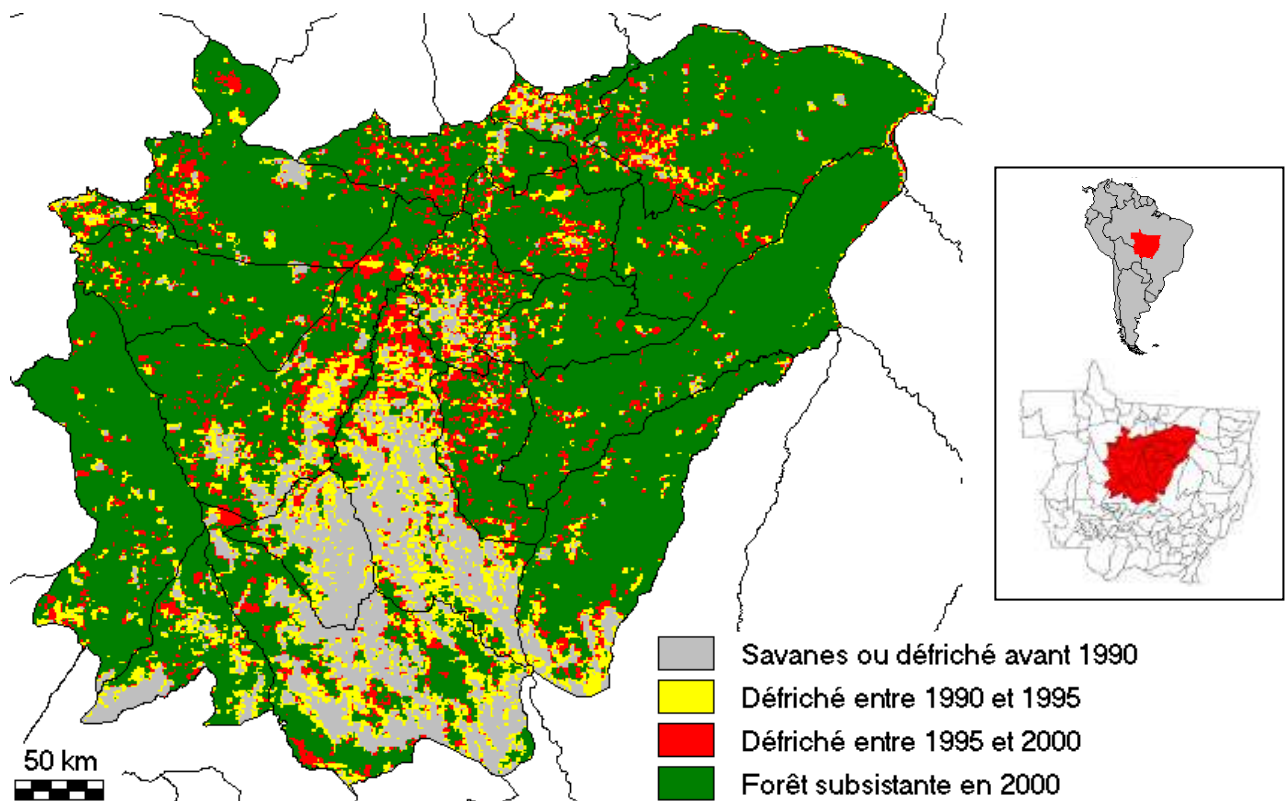 Savanes ou défriché avant 1990
Défriché entre 1990 et 1995
Défriché entre 1995 et 2000
Forêt subsistante en 2000
50 km